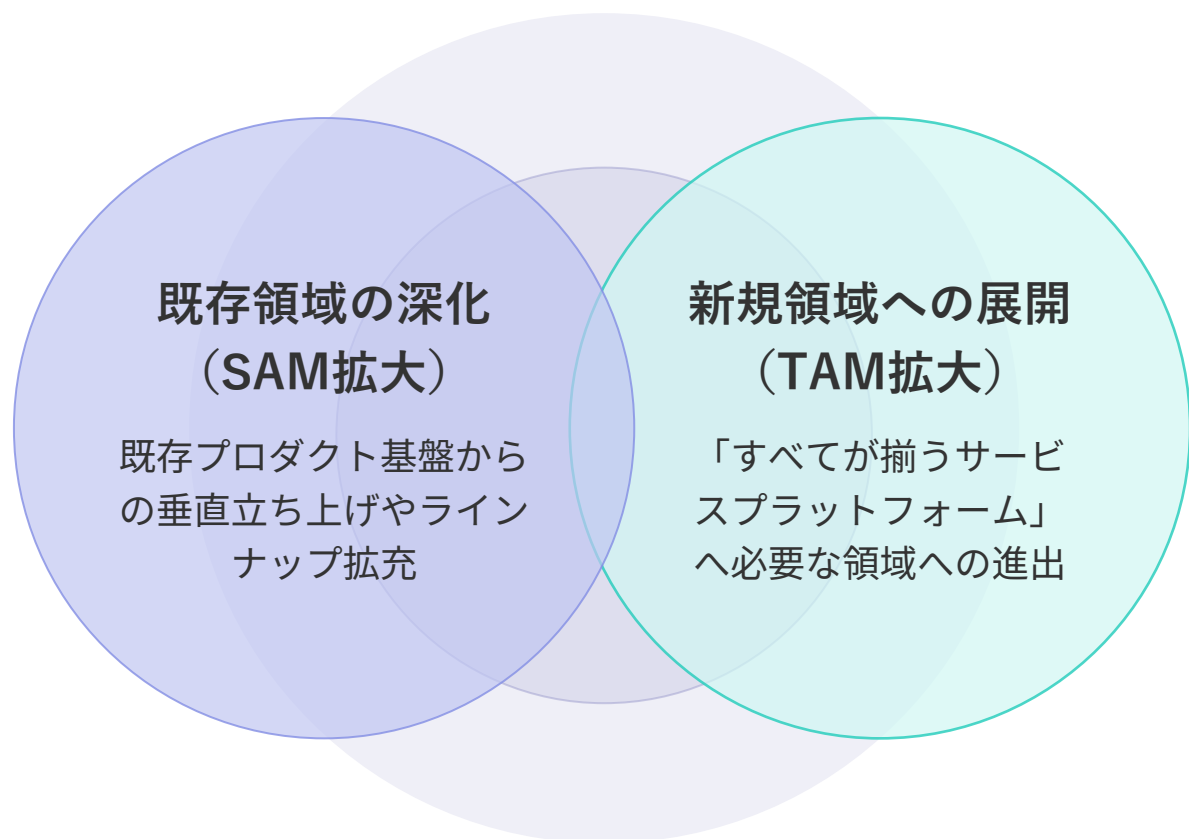 既存領域の深化
（SAM拡大）
既存プロダクト基盤から
の垂直立ち上げやライン
ナップ拡充
新規領域への展開
（TAM拡大）
「すべてが揃うサービ
スプラットフォーム」
へ必要な領域への進出